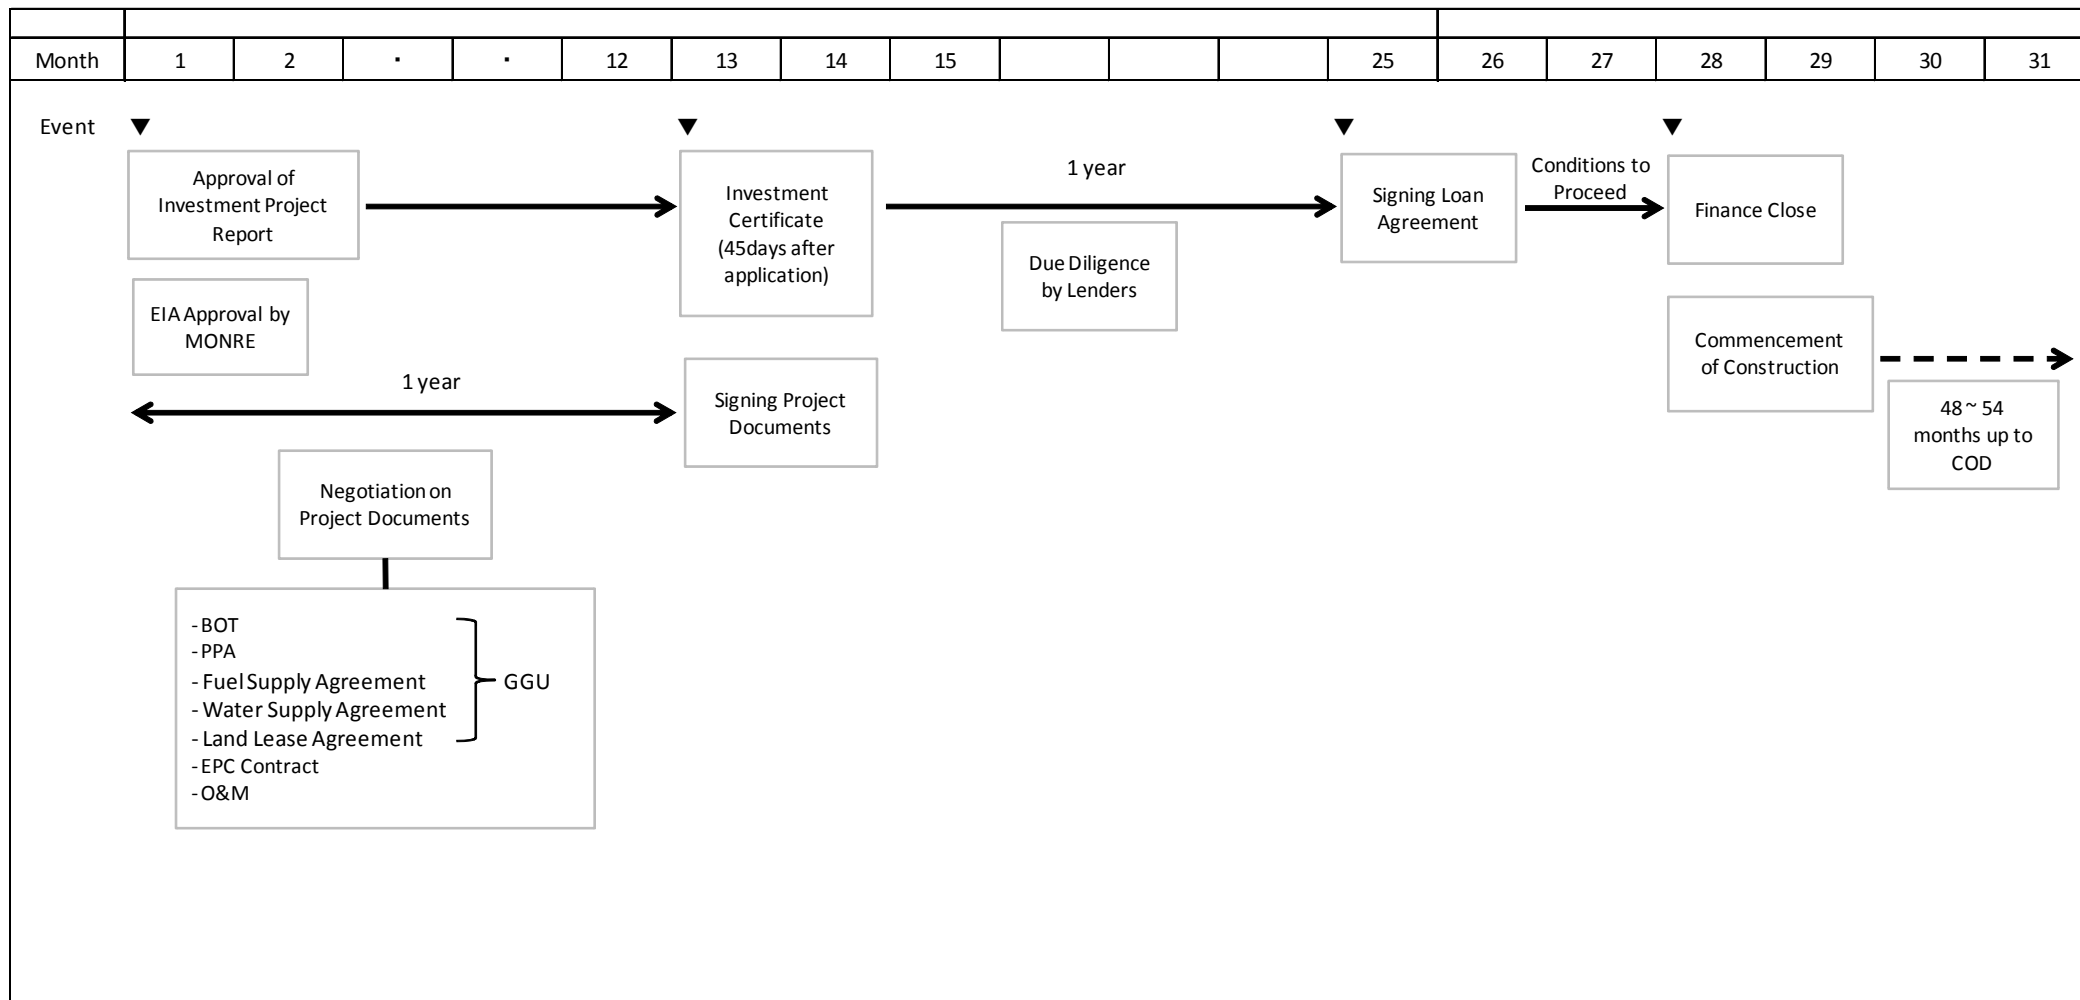 Month 1 2 · · 12 13 14 15 25 26 27 28 29 30 31
Event ▼ ▼ ▼ ▼
Approval of
Investment Project
Report
EIA Approval by
MONRE
1 year
Negotiation on
Project Documents
- BOT
- PPA
- Fuel Supply Agreement
- Water Supply Agreement
- Land Lease Agreement
- EPC Contract
- O&M
GGU
Investment
Certificate
(45days after
application)
Signing Project
Documents
1 year
Due Diligence
by Lenders
Signing Loan
Agreement
Conditions to
Proceed
Finance Close
Commencement
of Construction
48 ~ 54
months up to
COD